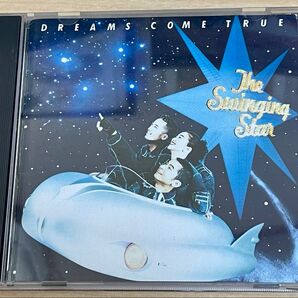 DREAMS COME TRUE
The
Swinging
Star